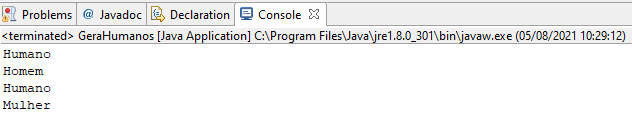 Problems @ Javadoc Declaration Console
<terminated> GeraHumanos [Java Application] C:\Program Files\Java\jre1.8.0_301\bin\javaw.exe (05/08/2021 10:29:12)
Humano
Homem
Humano
Mulher